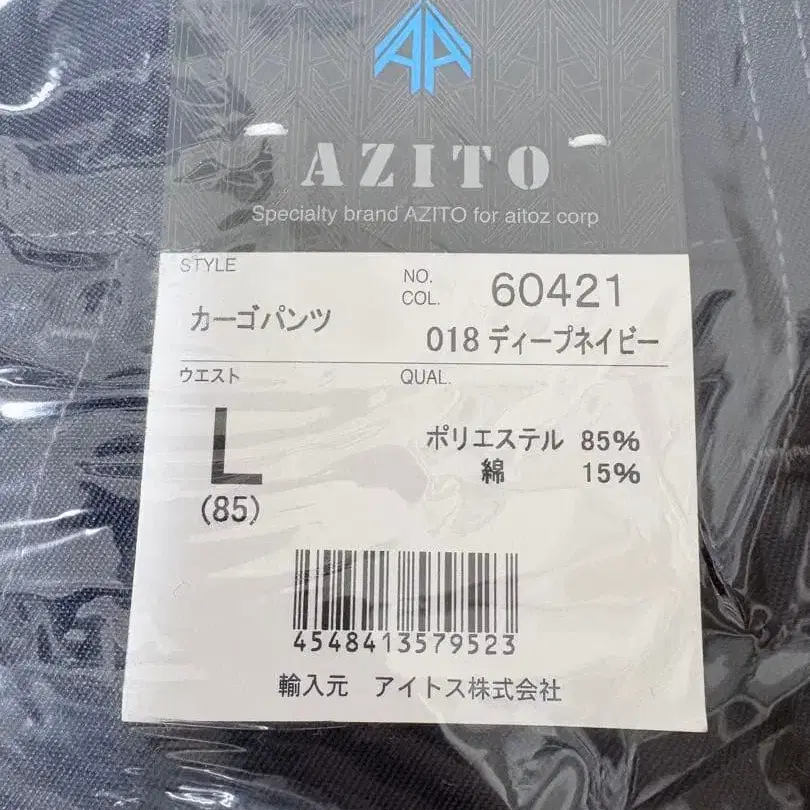 AZITO
Specialty brand AZITO for aitoz corp
STYLE
カーゴパンツ
NO.
COL.
60421
018 ディープネイビー
ウエスト
L
(85)
QUAL.
ポリエステル 85%
綿 15%
4548413579523
輸入元 アイトス株式会社